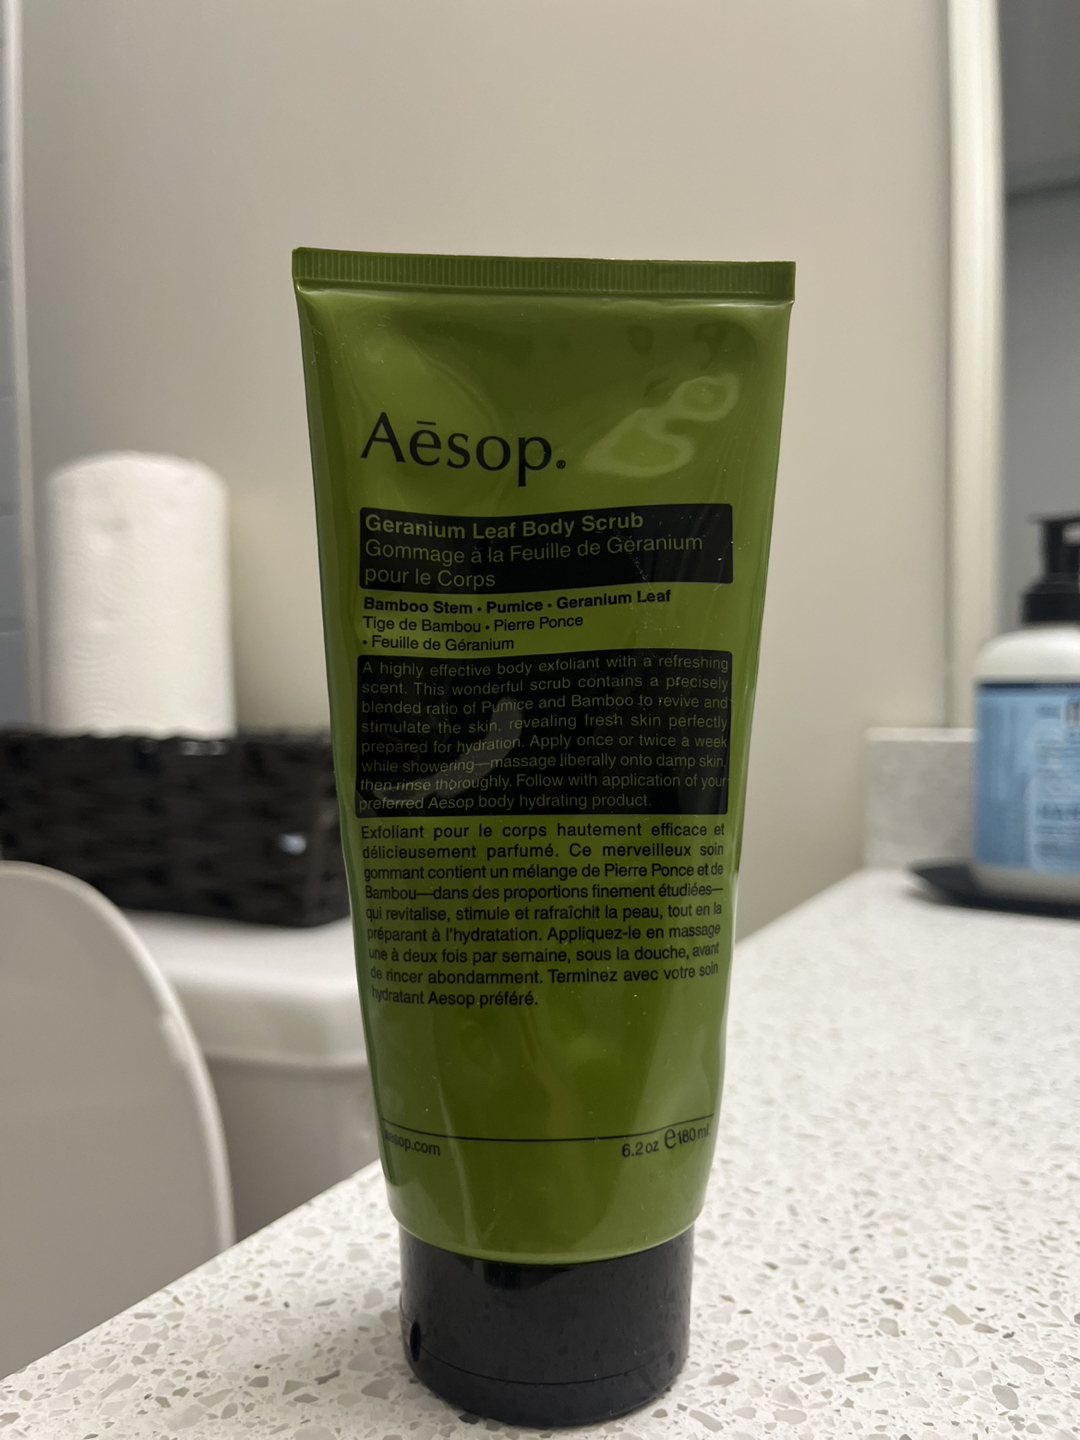 Aēsop®
Geranium Leaf Body Scrub
Gommage à la Feuille de Géranium
pour le Corps
Bamboo Stem • Pumice • Geranium Leaf
Tige de Bambou • Pierre Ponce
• Feuille de Géranium
A highly effective body exfoliant with a refreshing
scent. This wonderful scrub contains a precisely
blended ratio of Pumice and Bamboo to revive and
stimulate the skin, revealing fresh skin perfectly
prepared for hydration. Apply once or twice a week
while showering—massage liberally onto damp skin,
then rinse thoroughly. Follow with application of your
preferred Aesop body hydrating product.
Exfoliant pour le corps hautement efficace et
délicieusement parfumé. Ce merveilleux soin
gommant contient un mélange de Pierre Ponce et de
Bambou—dans des proportions finement étudiées—
qui revitalise, stimule et rafraîchit la peau, tout en la
préparant à l'hydratation. Appliquez-le en massage
une à deux fois par semaine, sous la douche, avant
de rincer abondamment. Terminez avec votre soin
hydratant Aesop préféré.
aesop.com 6.2 oz ℮180 mL